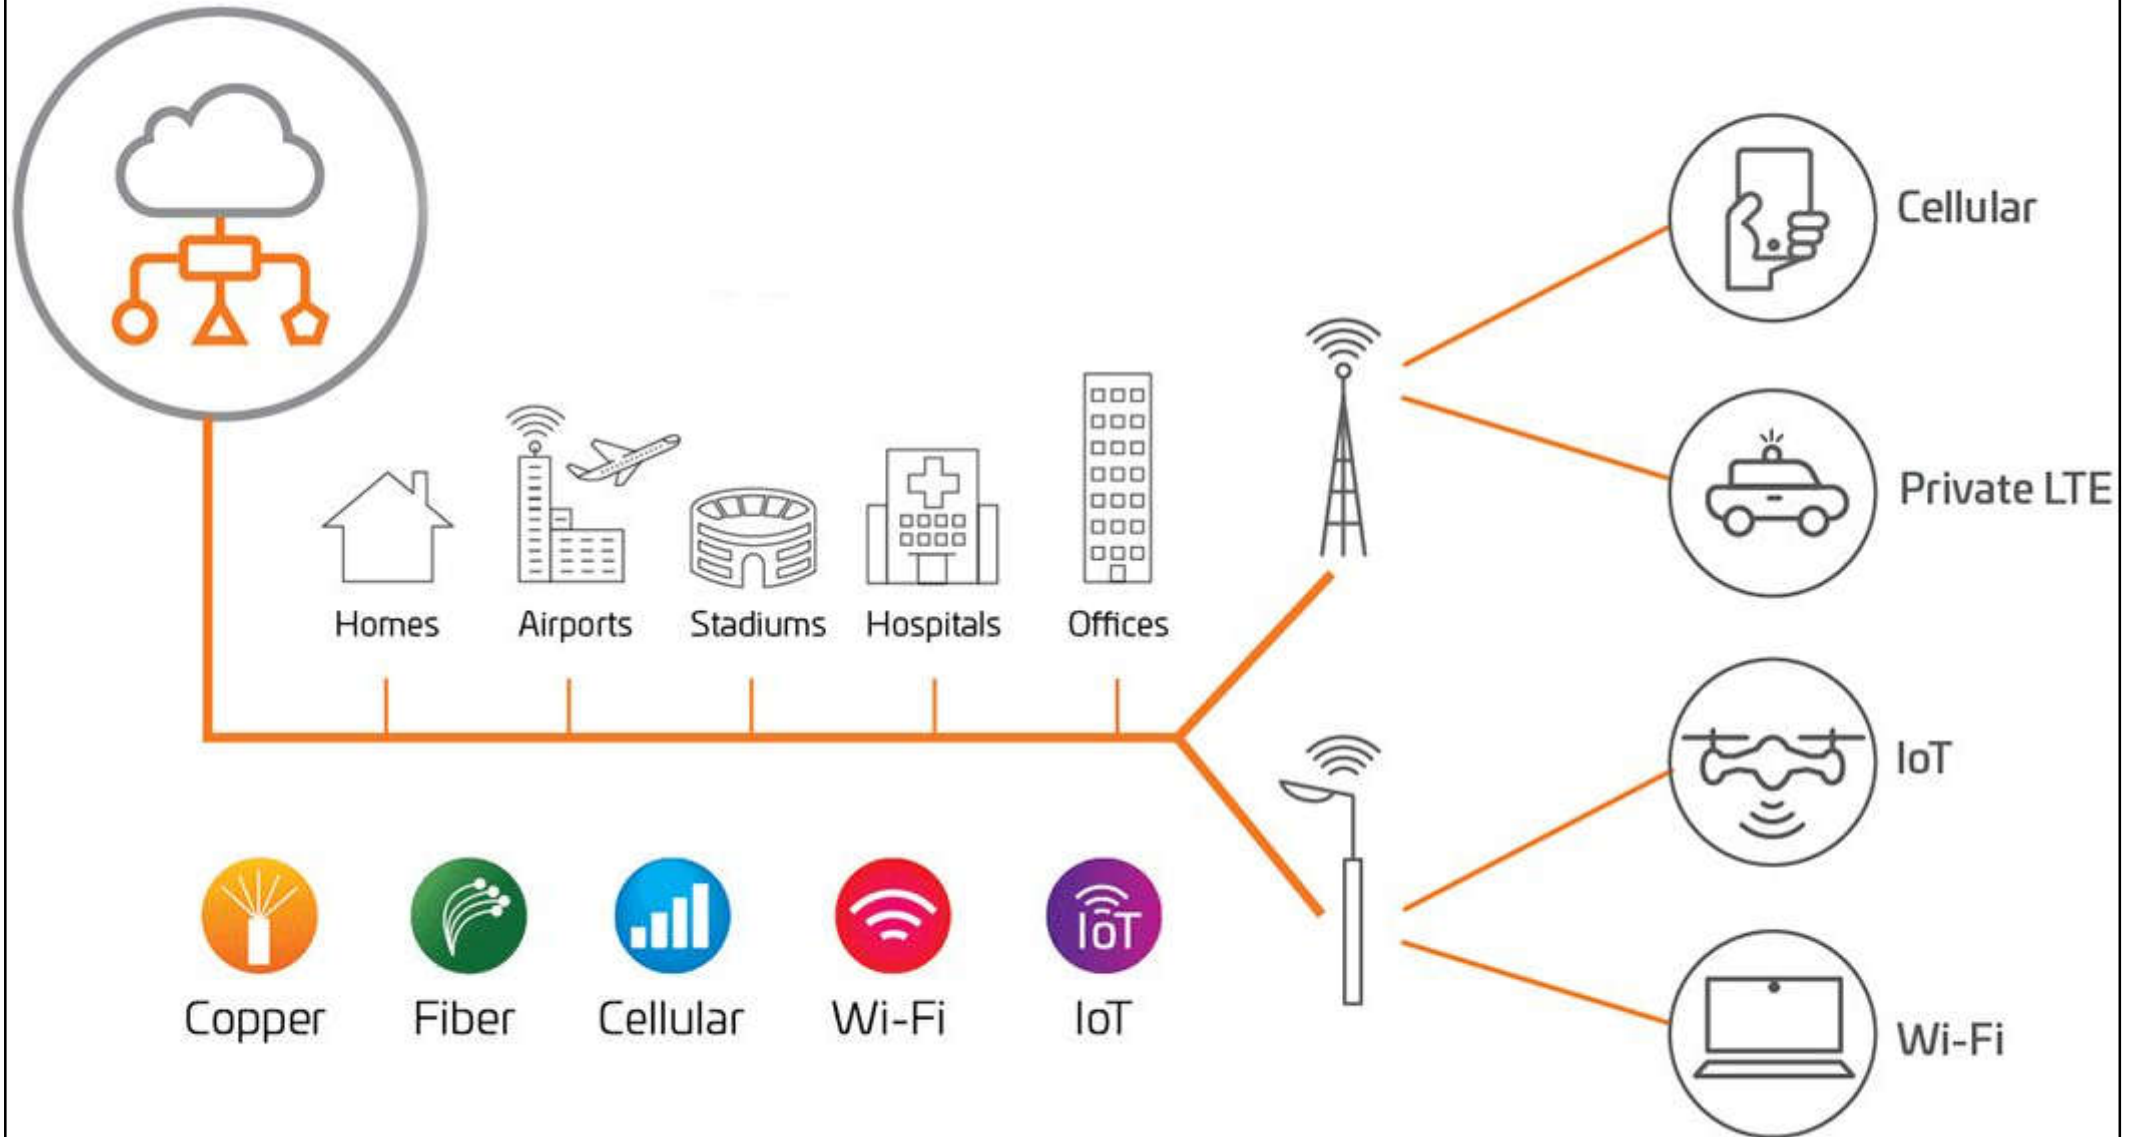 Cellular
Private LTE
Homes
Airports
Stadiums
Hospitals
Offices
IoT
IoT
Copper
Fiber
Cellular
Wi-Fi
IoT
Wi-Fi